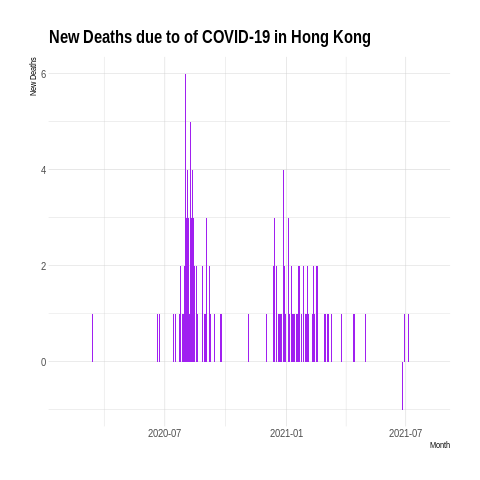 New Deaths due to of COVID-19 in Hong Kong
New Deaths
6
4
2
0
2020-07
2021-01
2021-07
Month